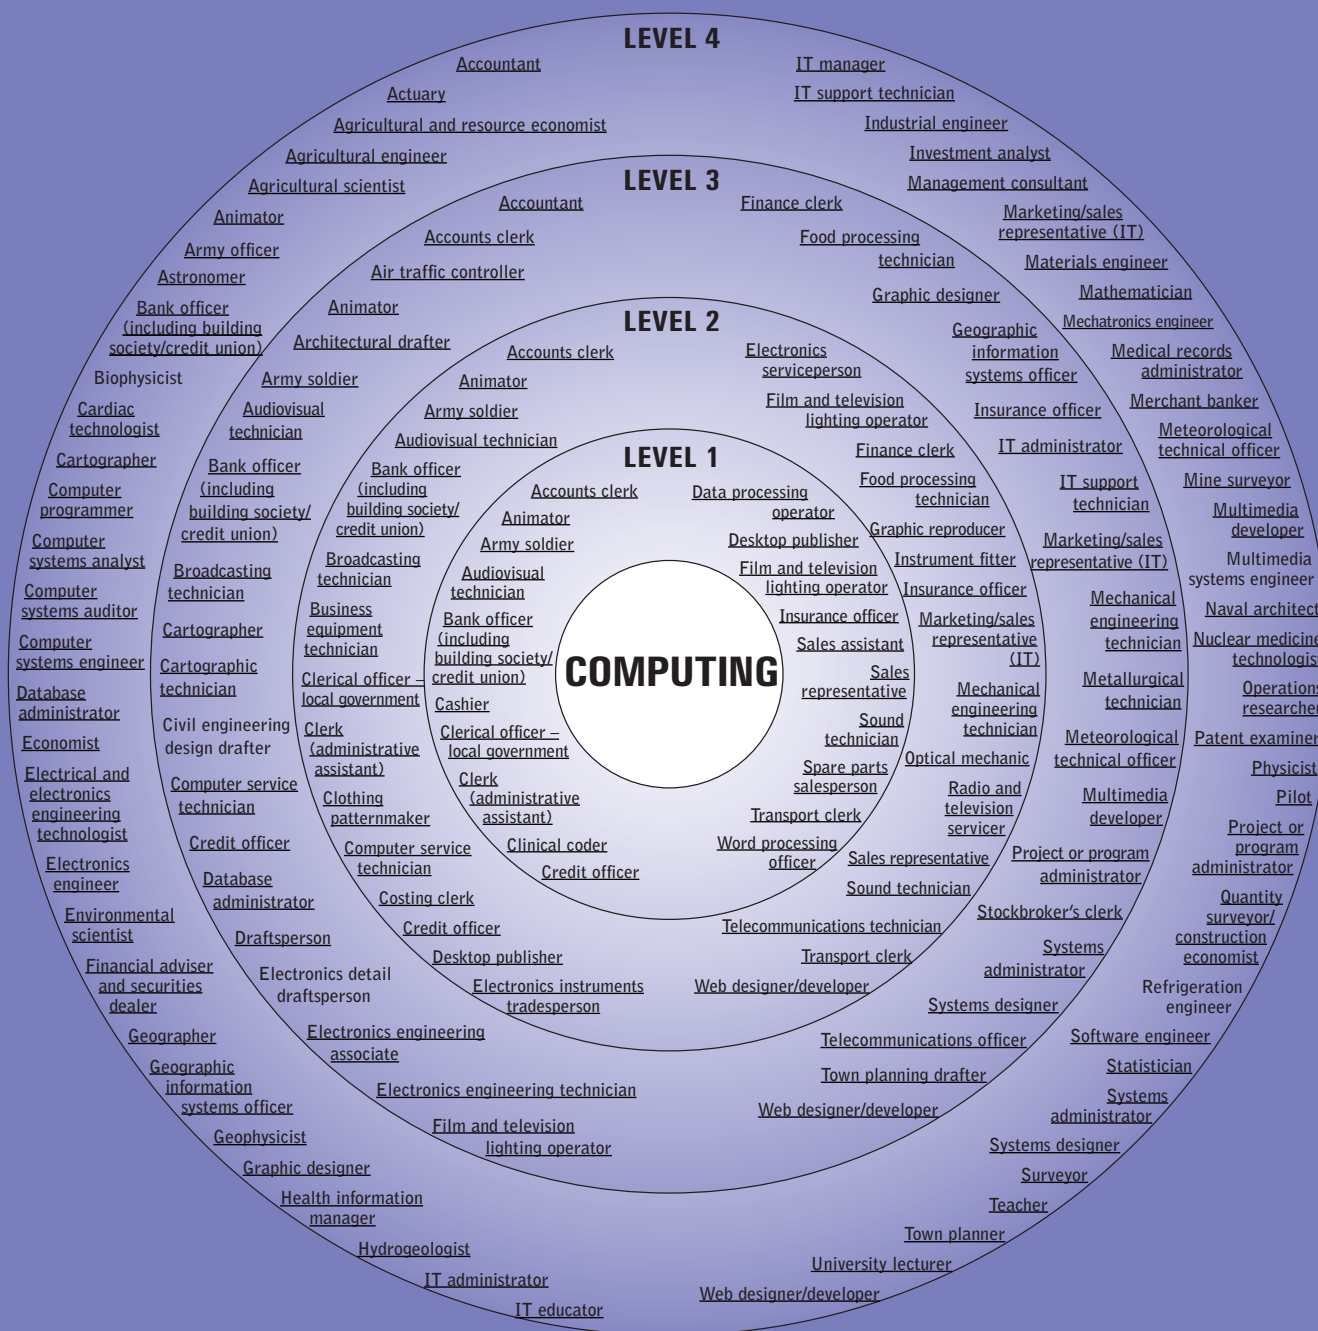 LEVEL 4
Accountant
Actuary
Agricultural and resource economist
Agricultural engineer
Agricultural scientist
Animator
Army officer
Astronomer
Bank officer
(including building
society/credit union)
Biophysicist
Cardiac
technologist
Cartographer
Computer
programmer
Computer
systems analyst
Computer
systems auditor
Computer
systems engineer
Database
administrator
Economist
Electrical and
electronics
engineering
technologist
Electronics
engineer
Environmental
scientist
Financial adviser
and securities
dealer
Geographer
Geographic
information
systems officer
Geophysicist
Graphic designer
Health information
manager
Hydrogeologist
IT administrator
IT educator
IT manager
IT support technician
Industrial engineer
Investment analyst
Management consultant
Marketing/sales
representative (IT)
Materials engineer
Mathematician
Mechatronics engineer
Medical records
administrator
Merchant banker
Meteorological
technical officer
Mine surveyor
Multimedia
developer
Multimedia
systems engineer
Naval architect
Nuclear medicine
technologist
Operations
researcher
Patent examiner
Physicist
Pilot
Project or
program
administrator
Quantity
surveyor/
construction
economist
Refrigeration
engineer
Software engineer
Statistician
Systems
administrator
Systems designer
Surveyor
Teacher
Town planner
University lecturer
Web designer/developer
LEVEL 3
Accountant
Accounts clerk
Air traffic controller
Animator
Architectural drafter
Army soldier
Audiovisual
technician
Bank officer
(including
building society/
credit union)
Broadcasting
technician
Cartographer
Cartographic
technician
Civil engineering
design drafter
Computer service
technician
Credit officer
Database
administrator
Draftsperson
Electronics detail
draftsperson
Electronics engineering
associate
Electronics engineering technician
Film and television
lighting operator
Finance clerk
Food processing
technician
Graphic designer
Geographic
information
systems officer
Insurance officer
IT administrator
IT support
technician
Marketing/sales
representative (IT)
Mechanical
engineering
technician
Metallurgical
technician
Meteorological
technical officer
Multimedia
developer
Project or program
administrator
Stockbroker's clerk
Systems
administrator
Systems designer
Telecommunications officer
Town planning drafter
Web designer/developer
LEVEL 2
Accounts clerk
Animator
Army soldier
Audiovisual technician
Bank officer
(including
building society/
credit union)
Broadcasting
technician
Business
equipment
technician
Clerical officer –
local government
Clerk
(administrative
assistant)
Clothing
patternmaker
Computer service
technician
Costing clerk
Credit officer
Desktop publisher
Electronics instruments
tradesperson
Electronics
serviceperson
Film and television
lighting operator
Finance clerk
Food processing
technician
Graphic reproducer
Instrument fitter
Insurance officer
Marketing/sales
representative
(IT)
Mechanical
engineering
technician
Optical mechanic
Radio and
television
servicer
Sales representative
Sound technician
Telecommunications technician
Transport clerk
Web designer/developer
LEVEL 1
Accounts clerk
Animator
Army soldier
Audiovisual
technician
Bank officer
(including
building society/
credit union)
Cashier
Clerical officer –
local government
Clerk
(administrative
assistant)
Clinical coder
Credit officer
Data processing
operator
Desktop publisher
Film and television
lighting operator
Insurance officer
Sales assistant
Sales
representative
Sound
technician
Spare parts
salesperson
Transport clerk
Word processing
officer
COMPUTING